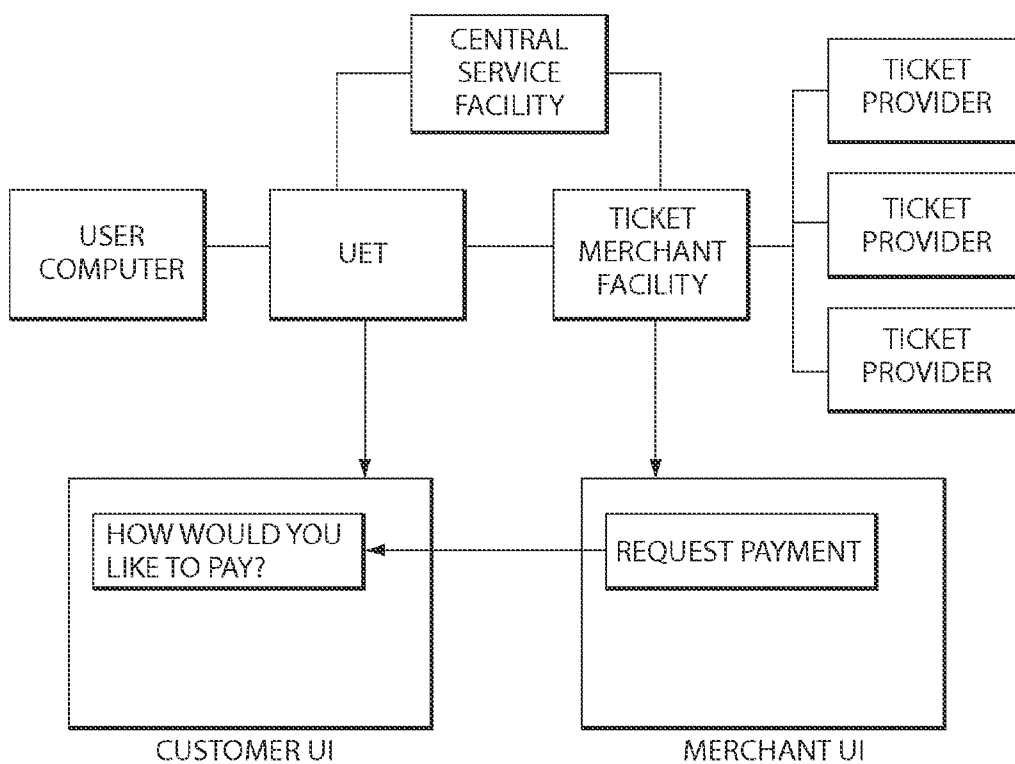 CENTRAL
SERVICE
FACILITY
TICKET
PROVIDER
USER
COMPUTER
UET
TICKET
MERCHANT
FACILITY
TICKET
PROVIDER
TICKET
PROVIDER
HOW WOULD YOU
LIKE TO PAY?
REQUEST PAYMENT
CUSTOMER UI
MERCHANT UI